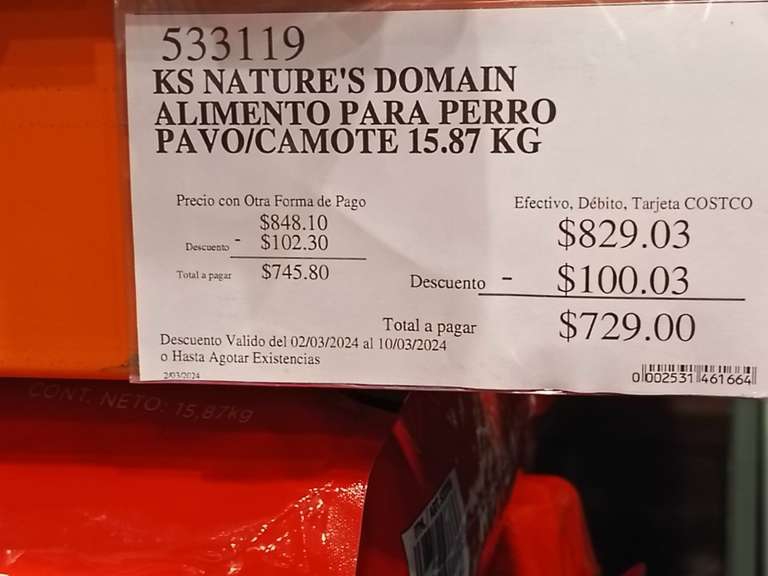 533119
KS NATURE'S DOMAIN
ALIMENTO PARA PERRO
PAVO/CAMOTE 15.87 KG
Precio con Otra Forma de Pago
$848.10
Descuento - $102.30
Total a pagar $745.80
Efectivo, Débito, Tarjeta COSTCO
$829.03
Descuento - $100.03
Total a pagar $729.00
Descuento Valido del 02/03/2024 al 10/03/2024
o Hasta Agotar Existencias
2/03/2024
0 002531 461664
CONT. NETO: 15,87kg